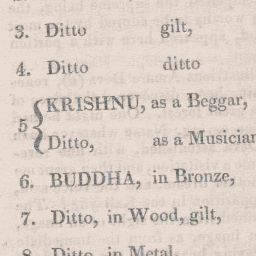 3. Ditto gilt,
4. Ditto ditto
5 { KRISHNU, as a Beggar,
Ditto, as a Musician
6. BUDDHA, in Bronze,
7. Ditto, in Wood, gilt,
8. Ditto in Metal,